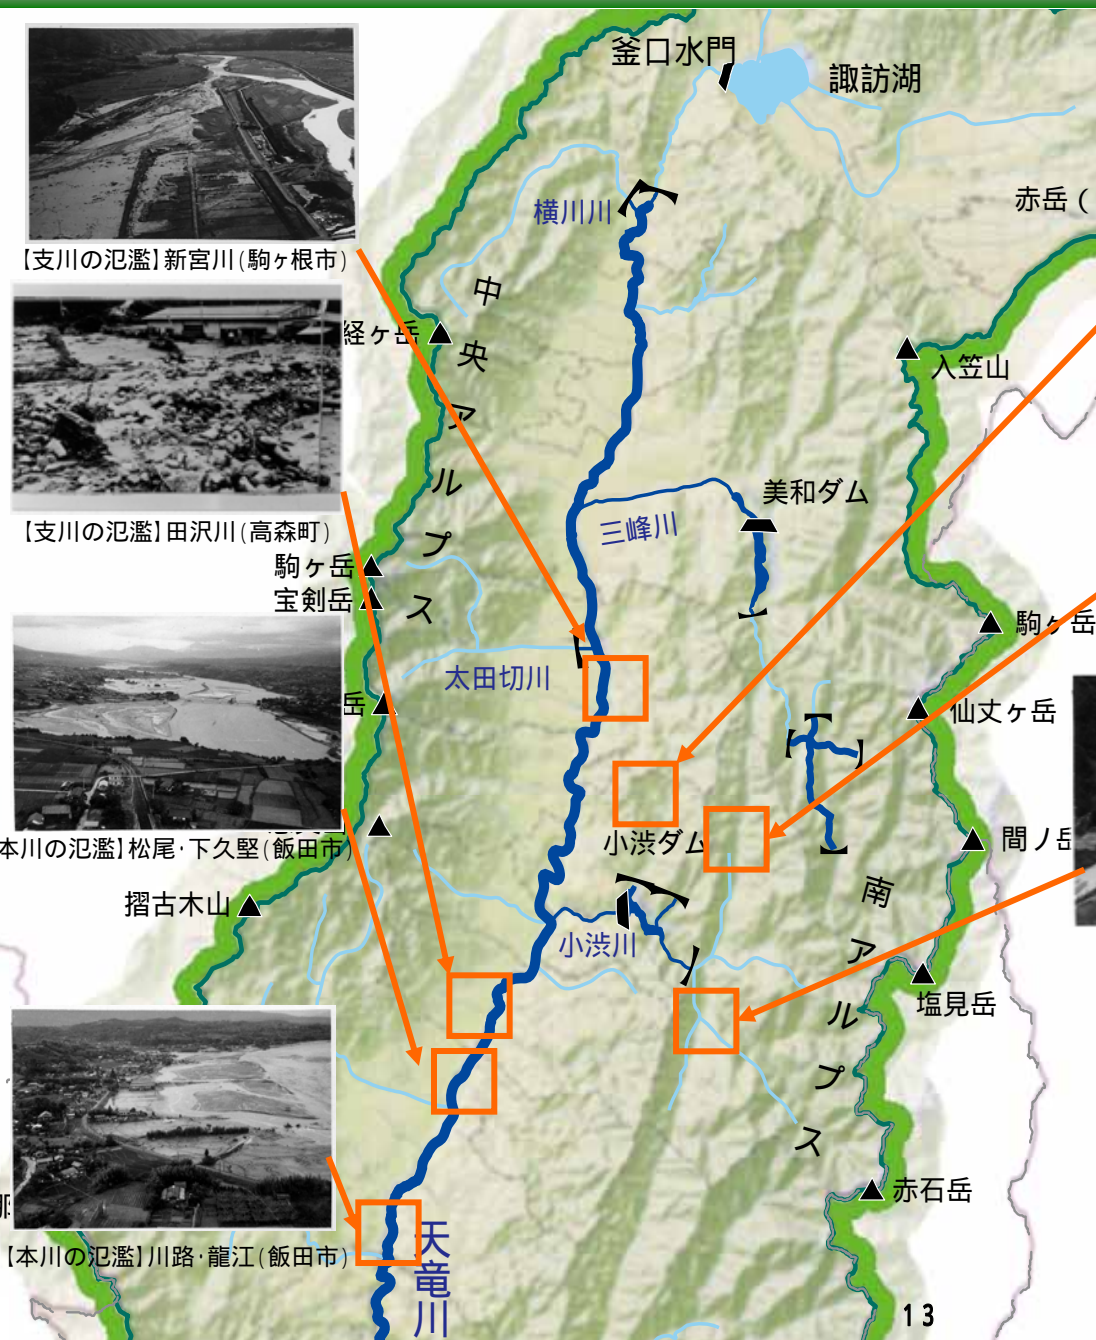 釜口水門
諏訪湖
赤岳（
横川川
【支川の氾濫】新宮川(駒ヶ根市)
中央アルプス
経ヶ岳
入笠山
美和ダム
三峰川
【支川の氾濫】田沢川(高森町)
駒ヶ岳
宝剣岳
駒ヶ岳
太田切川
岳
仙丈ヶ岳
小渋ダム
間ノ岳
本川の氾濫】松尾・下久堅(飯田市)
摺古木山
南アルプス
小渋川
塩見岳
赤石岳
【本川の氾濫】川路・龍江(飯田市)
天竜川
13